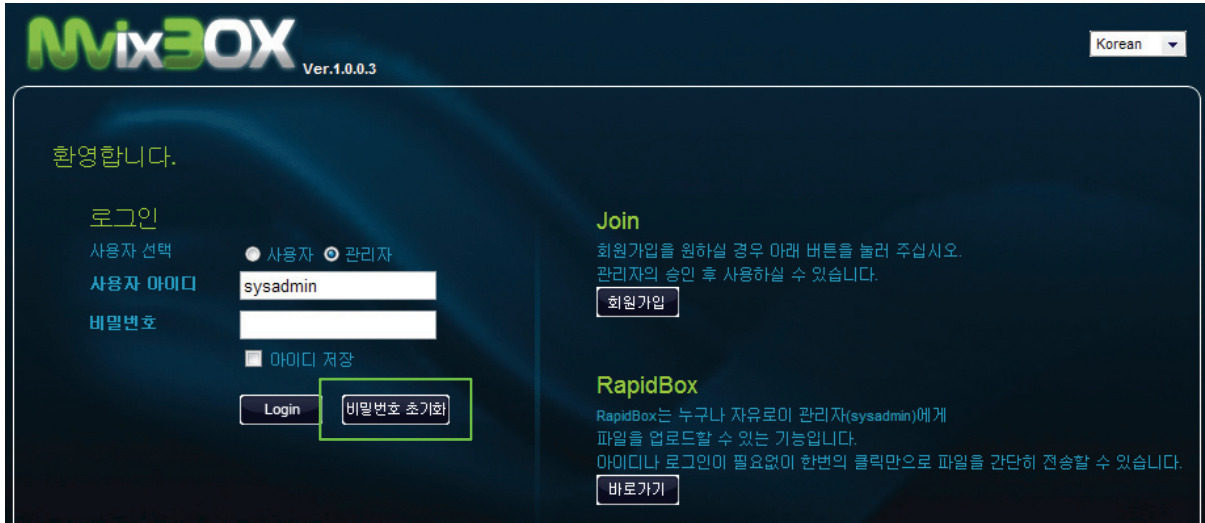 MvixBOX Ver.1.0.0.3
Korean
환영합니다.
로그인
사용자 선택 사용자 관리자
사용자 아이디 sysadmin
비밀번호
아이디 저장
Login 비밀번호 초기화
Join
회원가입을 원하실 경우 아래 버튼을 눌러 주십시오.
관리자의 승인 후 사용하실 수 있습니다.
회원가입
RapidBox
RapidBox는 누구나 자유로이 관리자(sysadmin)에게
파일을 업로드할 수 있는 기능입니다.
아이디나 로그인이 필요없이 한번의 클릭만으로 파일을 간단히 전송할 수 있습니다.
바로가기